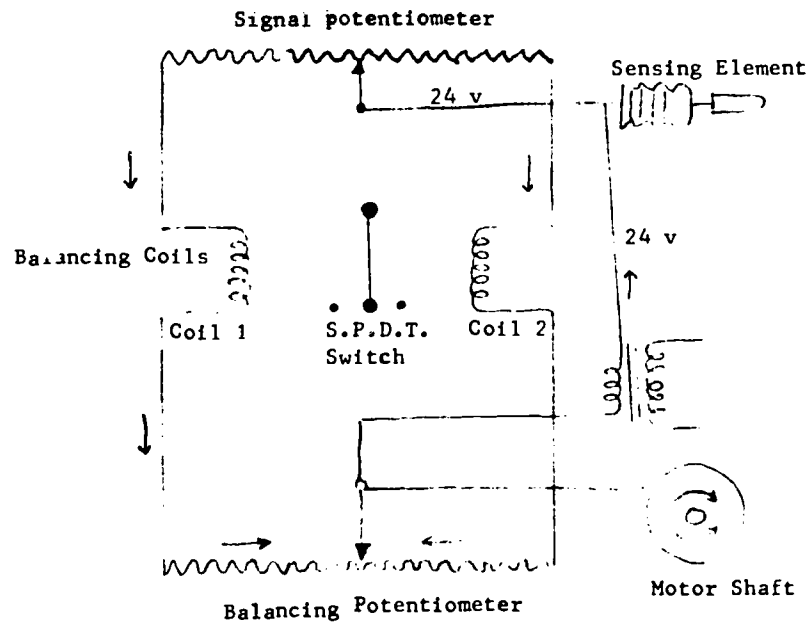 Signal potentiometer
Sensing Element
24 v
24 v
Balancing Coils
Coil 1
S.P.D.T.
Switch
Coil 2
Motor Shaft
Balancing Potentiometer